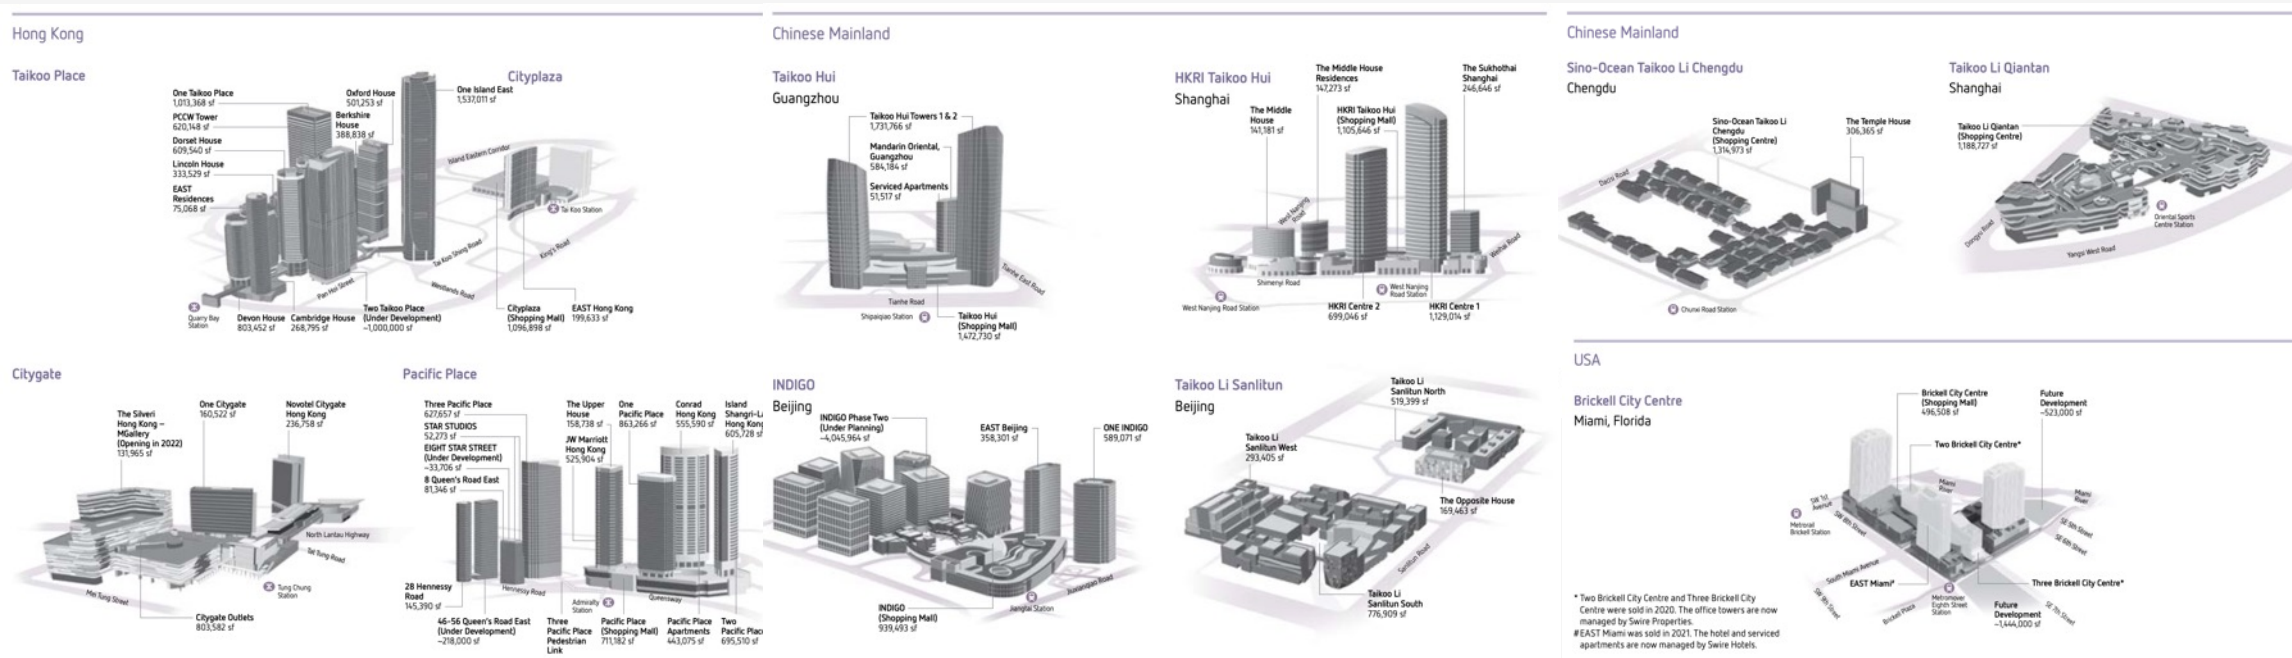 Hong Kong
Taikoo Place
One Taikoo Place
1,013,368 sf
PCCW Tower
620,148 sf
Dorset House
609,540 sf
Lincoln House
333,529 sf
EAST
Residences
75,068 sf
Oxford House
501,253 sf
Berkshire
House
388,838 sf
One Island East
1,537,011 sf
Cityplaza
Island Eastern Corridor
Tai Koo Station
King's Road
Tai Koo Shing Road
Westlands Road
Pan Hoi Street
Quarry Bay
Station
Devon House
803,452 sf
Cambridge House
268,795 sf
Two Taikoo Place
(Under Development)
~1,000,000 sf
Cityplaza
(Shopping Mall)
1,096,898 sf
EAST Hong Kong
199,633 sf
Citygate
The Silveri
Hong Kong –
MGallery
(Opening in 2022)
131,965 sf
One Citygate
160,522 sf
Novotel Citygate
Hong Kong
236,758 sf
North Lantau Highway
Tat Tung Road
Tung Chung
Station
Mei Tung Street
Citygate Outlets
803,582 sf
Pacific Place
Three Pacific Place
627,657 sf
STAR STUDIOS
52,273 sf
EIGHT STAR STREET
(Under Development)
~33,706 sf
8 Queen's Road East
81,346 sf
The Upper
House
158,738 sf
JW Marriott
Hong Kong
525,904 sf
One
Pacific Place
863,266 sf
Conrad
Hong Kong
555,590 sf
Island
Shangri-L
Hong Kong
605,728 sf
28 Hennessy
Road
145,390 sf
Hennessy Road
Admiralty
Station
Queensway
46-56 Queen's Road East
(Under Development)
~218,000 sf
Three
Pacific Place
Pedestrian
Link
Pacific Place
(Shopping Mall)
711,182 sf
Pacific Place
Apartments
443,075 sf
Two
Pacific Place
695,510 sf
Chinese Mainland
Taikoo Hui
Guangzhou
Taikoo Hui Towers 1 & 2
1,731,766 sf
Mandarin Oriental,
Guangzhou
584,184 sf
Serviced Apartments
51,517 sf
Tianhe East Road
Tianhe Road
Shipaiqiao Station
Taikoo Hui
(Shopping Mall)
1,472,730 sf
HKRI Taikoo Hui
Shanghai
The Middle
House
141,181 sf
The Middle House
Residences
147,273 sf
HKRI Taikoo Hui
(Shopping Mall)
1,105,646 sf
The Sukhothai
Shanghai
246,646 sf
West Nanjing
Road
Weihai Road
Shimenyi Road
West Nanjing
Road Station
West Nanjing Road Station
HKRI Centre 2
699,046 sf
HKRI Centre 1
1,129,014 sf
INDIGO
Beijing
INDIGO Phase Two
(Under Planning)
~4,045,964 sf
EAST Beijing
358,301 sf
ONE INDIGO
589,071 sf
Jiuxianqiao Road
Jiangtai Station
INDIGO
(Shopping Mall)
939,493 sf
Taikoo Li Sanlitun
Beijing
Taikoo Li
Sanlitun North
519,399 sf
Taikoo Li
Sanlitun West
293,405 sf
The Opposite House
169,463 sf
Sanlitun Road
Taikoo Li
Sanlitun South
776,909 sf
Chinese Mainland
Sino-Ocean Taikoo Li Chengdu
Chengdu
Sino-Ocean Taikoo Li
Chengdu
(Shopping Centre)
1,314,973 sf
The Temple House
306,365 sf
Dacisi Road
Chunxi Road Station
Taikoo Li Qiantan
Shanghai
Taikoo Li Qiantan
(Shopping Centre)
1,188,727 sf
Oriental Sports
Centre Station
Dongyu Road
Yangsi West Road
USA
Brickell City Centre
Miami, Florida
Brickell City Centre
(Shopping Mall)
496,508 sf
Future
Development
~523,000 sf
Two Brickell City Centre*
Miami
River
Miami
River
SW 1st
Avenue
Metrorail
Brickell Station
SW 8th Street
SE 5th Street
SE 6th Street
South Miami Avenue
EAST Miami#
Three Brickell City Centre*
SW 9th Street
Metromover
Eighth Street
Station
Brickell Place
Future
Development
~1,444,000 sf
SE 7th Street
* Two Brickell City Centre and Three Brickell City
Centre were sold in 2020. The office towers are now
managed by Swire Properties.
# EAST Miami was sold in 2021. The hotel and serviced
apartments are now managed by Swire Hotels.